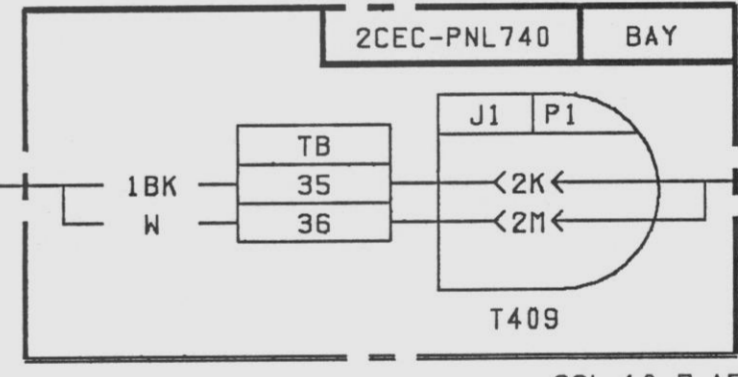 2CEC-PNL740 BAY
J1 P1
TB
1BK 35 <2K<
W 36 <2M<
T409